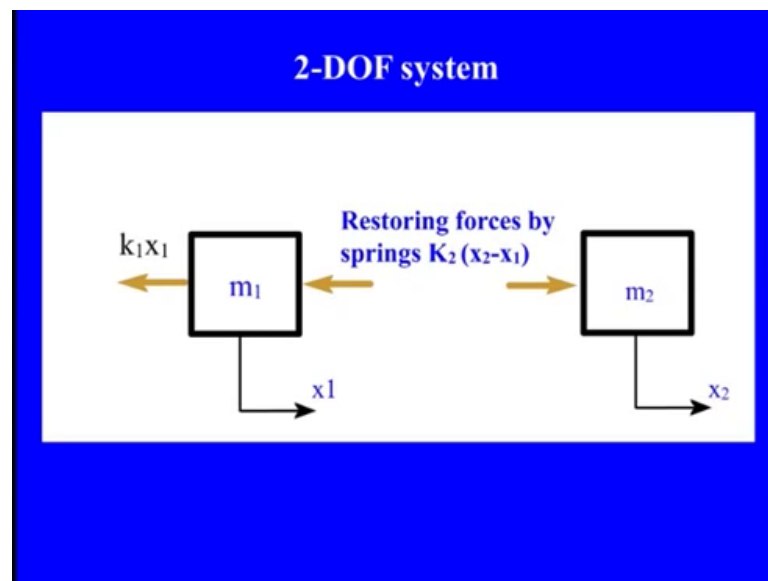 2-DOF system
Restoring forces by
springs K₂ (x₂-x₁)
k₁x₁
m₁
m₂
x1
x₂